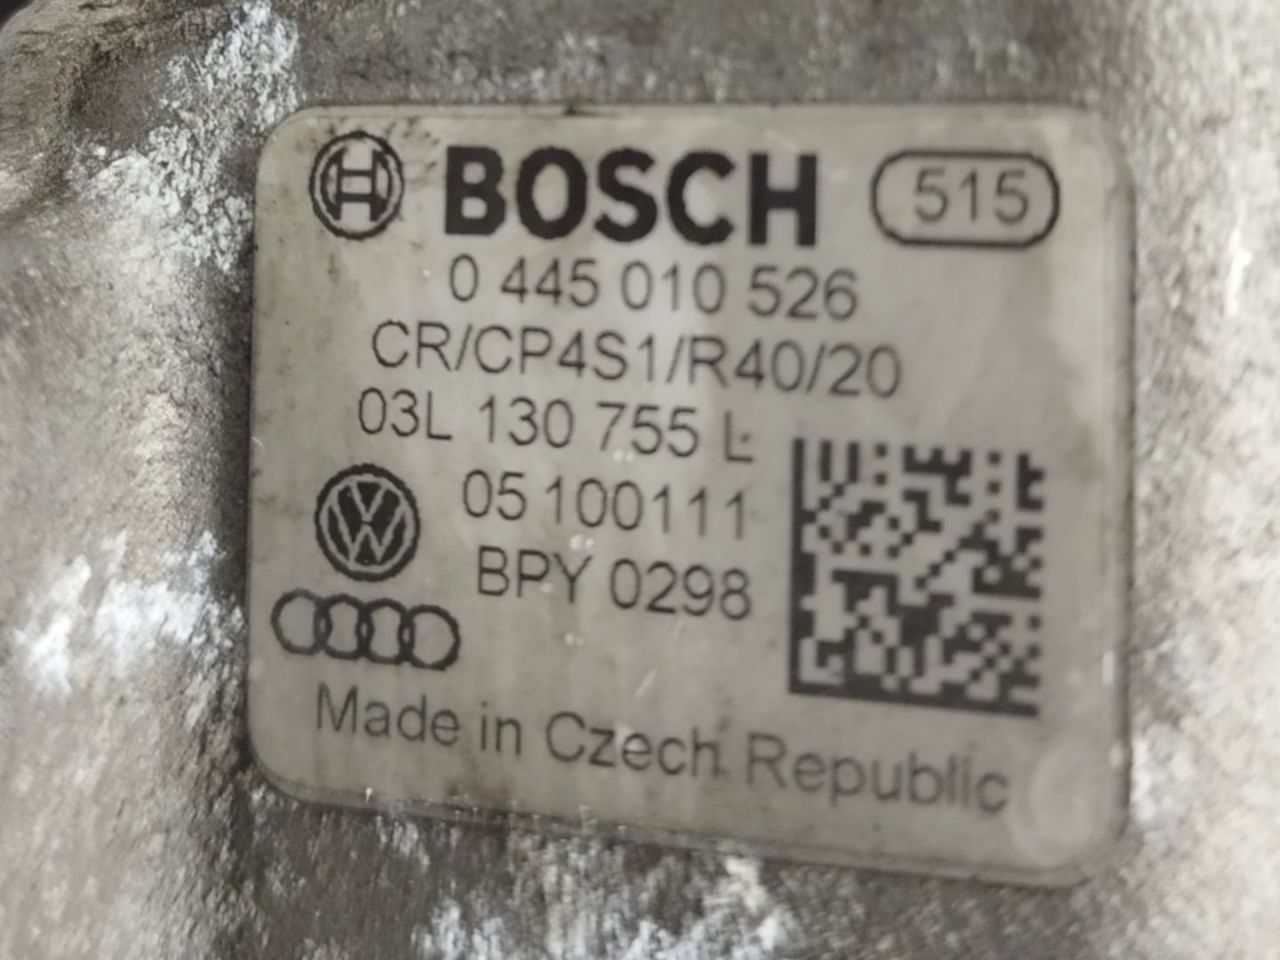 BOSCH 515
0 445 010 526
CR/CP4S1/R40/20
03L 130 755 L
05 100111
BPY 0298
Made in Czech Republic